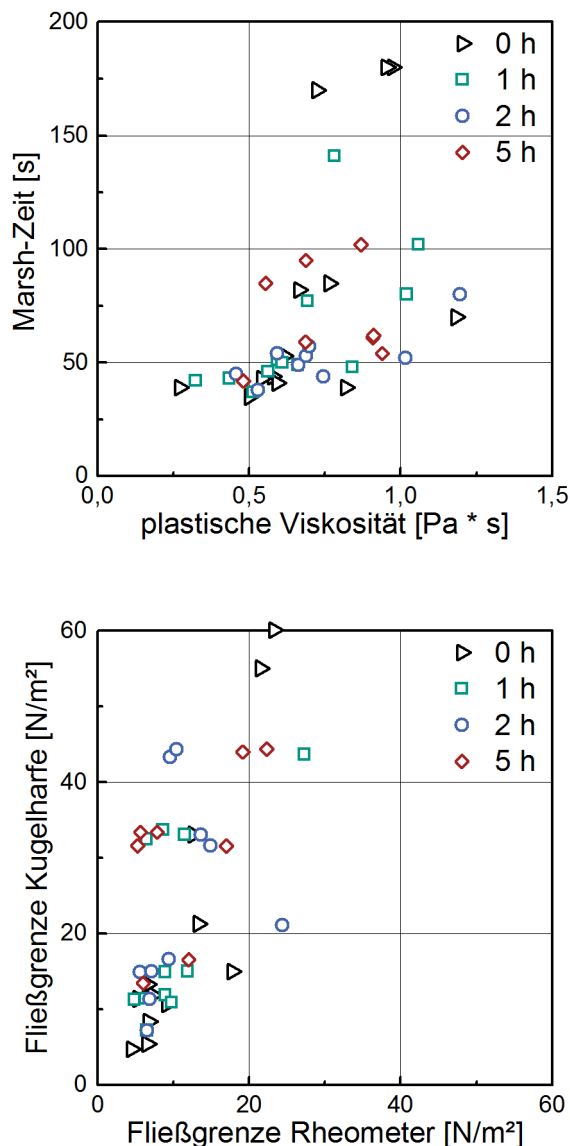 200
0 h
1 h
150
2 h
5 h
Marsh-Zeit [s]
100
50
0
0,0 0,5 1,0 1,5
plastische Viskosität [Pa * s]
60
0 h
1 h
2 h
5 h
Fließgrenze Kugelharfe [N/m²]
40
20
0
0 20 40 60
Fließgrenze Rheometer [N/m²]